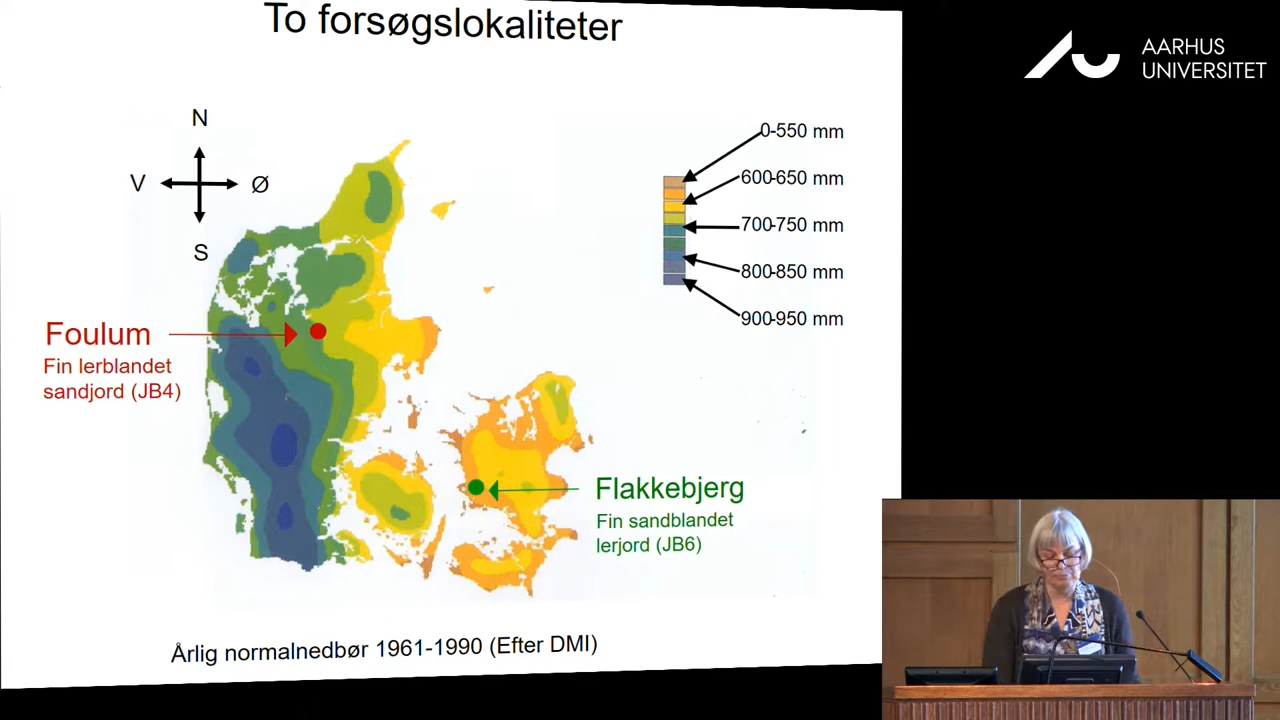 To forsøgslokaliteter
AARHUS
UNIVERSITET
N
V
Ø
S
0-550 mm
600-650 mm
700-750 mm
800-850 mm
900-950 mm
Foulum
Fin lerblandet
sandjord (JB4)
Flakkebjerg
Fin sandblandet
lerjord (JB6)
Årlig normalnedbør 1961-1990 (Efter DMI)